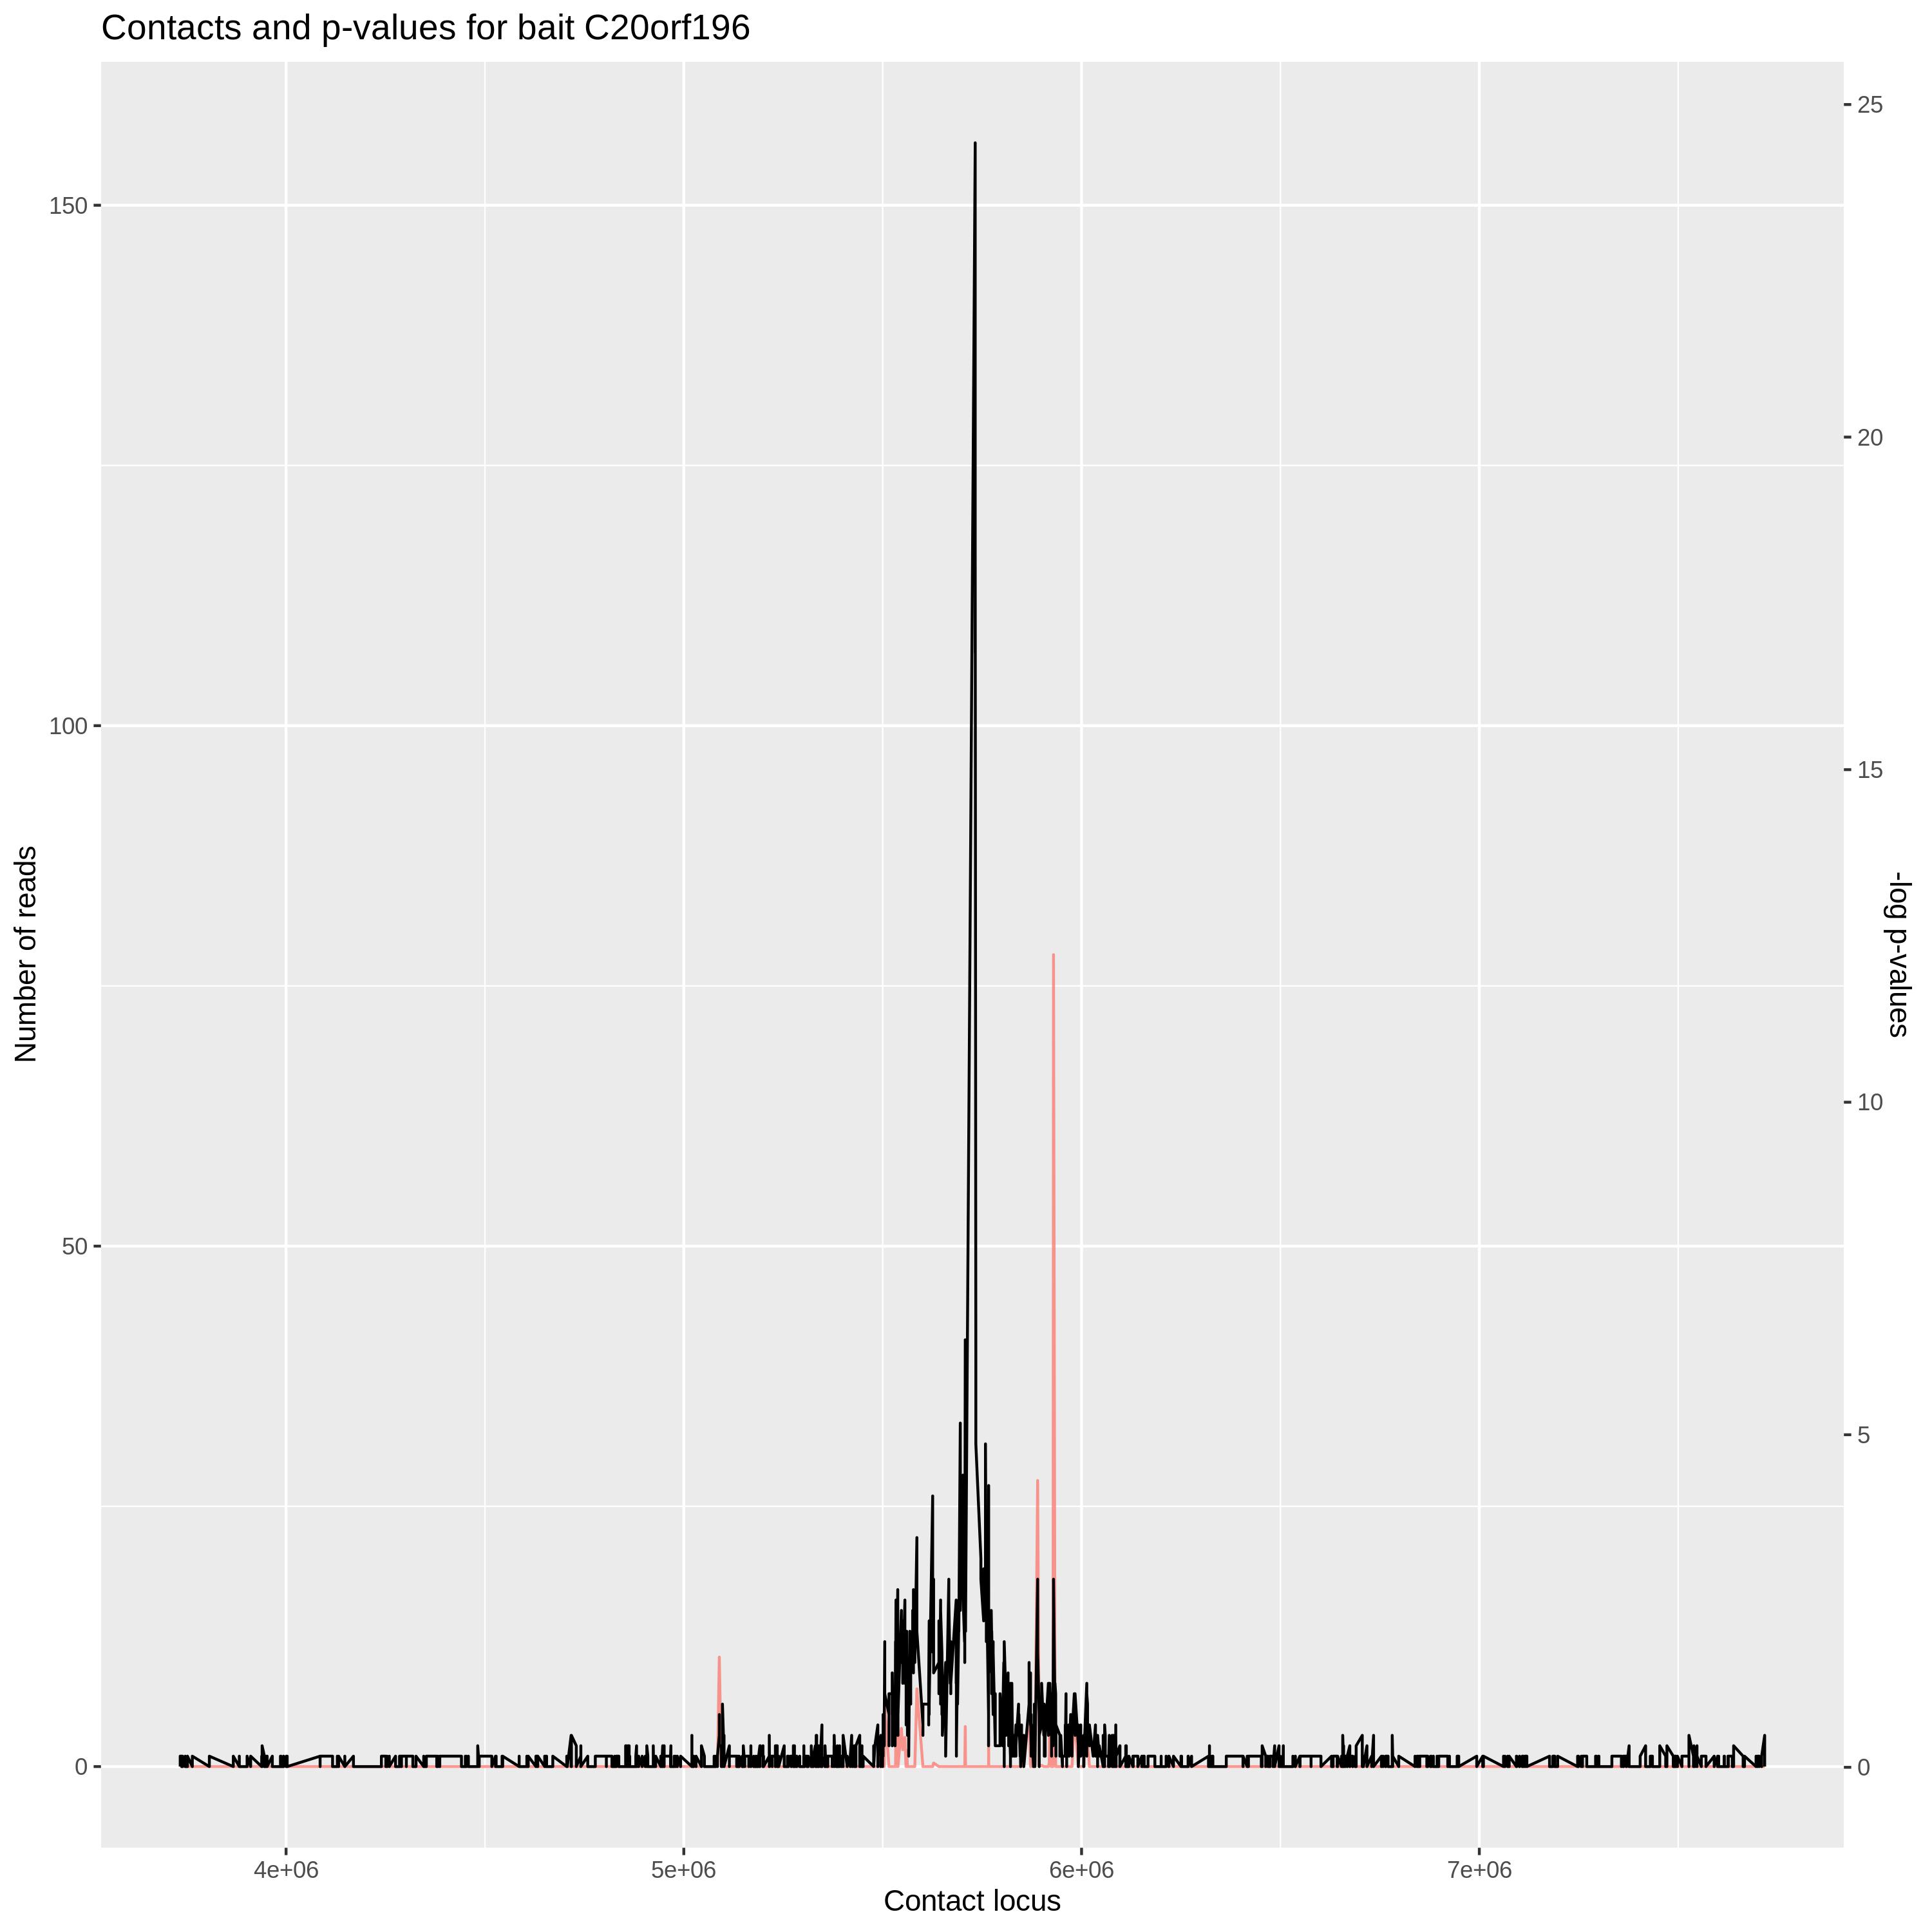 Contacts and p-values for bait C20orf196
Number of reads
150
100
50
0
25
20
15
10
5
0
-log p-values
4e+06
5e+06
6e+06
7e+06
Contact locus